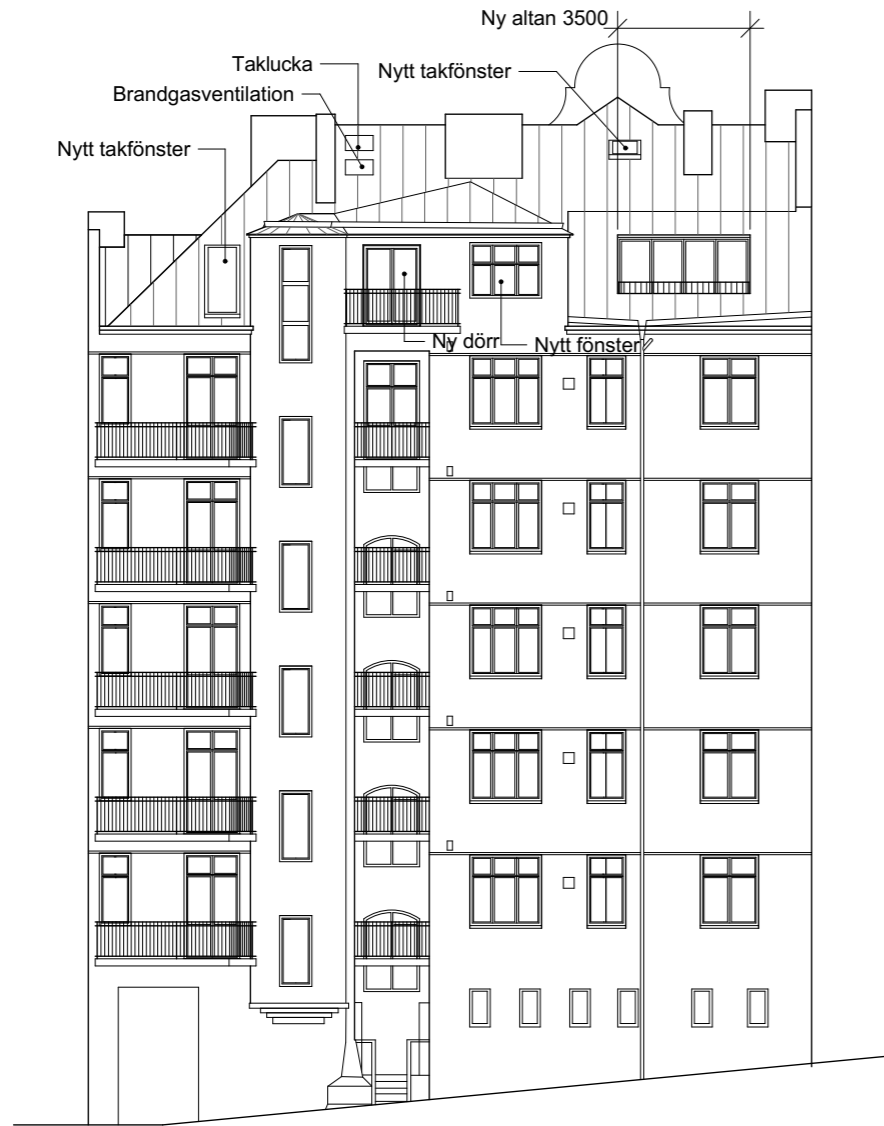 Ny altan 3500
Taklucka
Nytt takfönster
Brandgasventilation
Nytt takfönster
Ny dörr
Nytt fönster